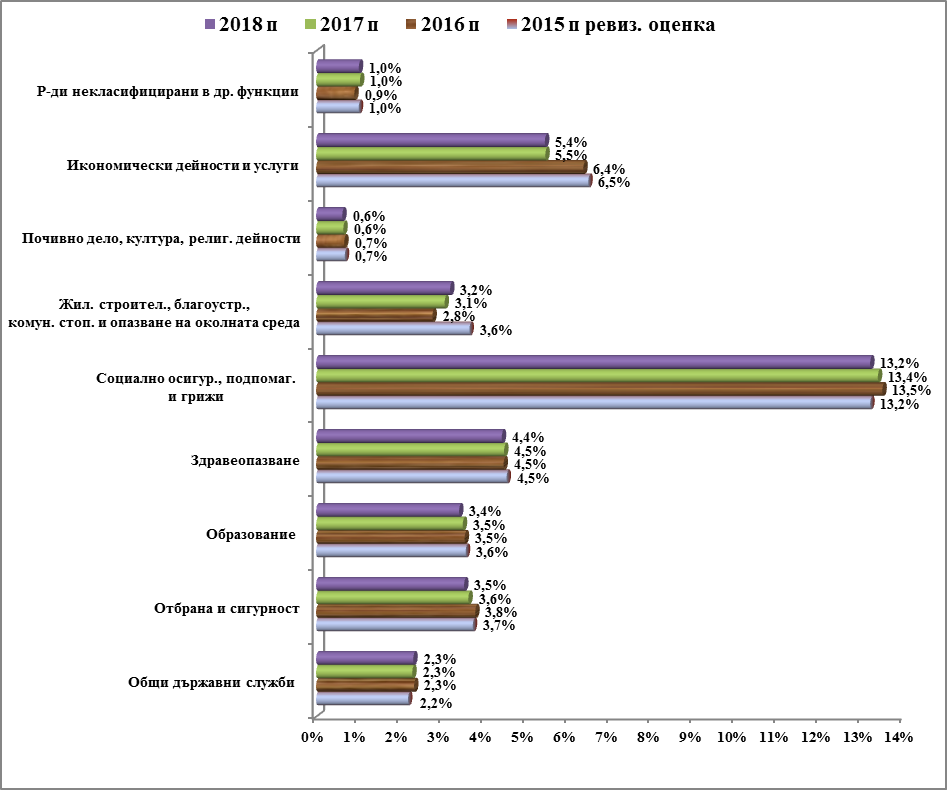 2018 п 2017 п 2016 п 2015 п ревиз. оценка
Р-ди некласифицирани в др. функции
1,0%
1,0%
0,9%
1,0%
Икономически дейности и услуги
5,4%
5,5%
6,4%
6,5%
Почивно дело, култура, религ. дейности
0,6%
0,6%
0,7%
0,7%
Жил. строител., благоустр.,
комун. стоп. и опазване на околната среда
3,2%
3,1%
2,8%
3,6%
Социално осигур., подпомаг.
и грижи
13,2%
13,4%
13,5%
13,2%
Здравеопазване
4,4%
4,5%
4,5%
4,5%
Образование
3,4%
3,5%
3,5%
3,6%
Отбрана и сигурност
3,5%
3,6%
3,8%
3,7%
Общи държавни служби
2,3%
2,3%
2,3%
2,2%
0% 1% 2% 3% 4% 5% 6% 7% 8% 9% 10% 11% 12% 13% 14%